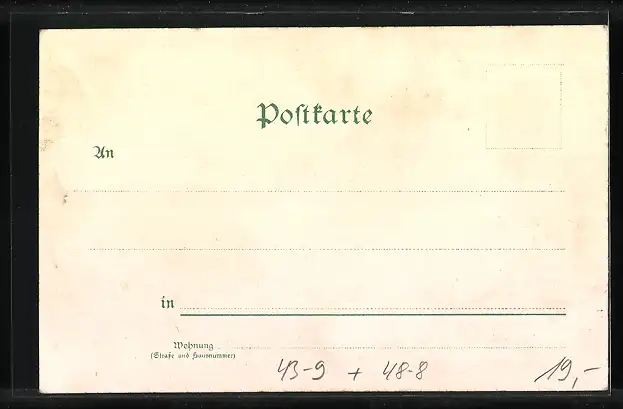 Poſtkarte
An
in
Wohnung
(Straße und Hausnummer)
43-9 + 48-8 19,-